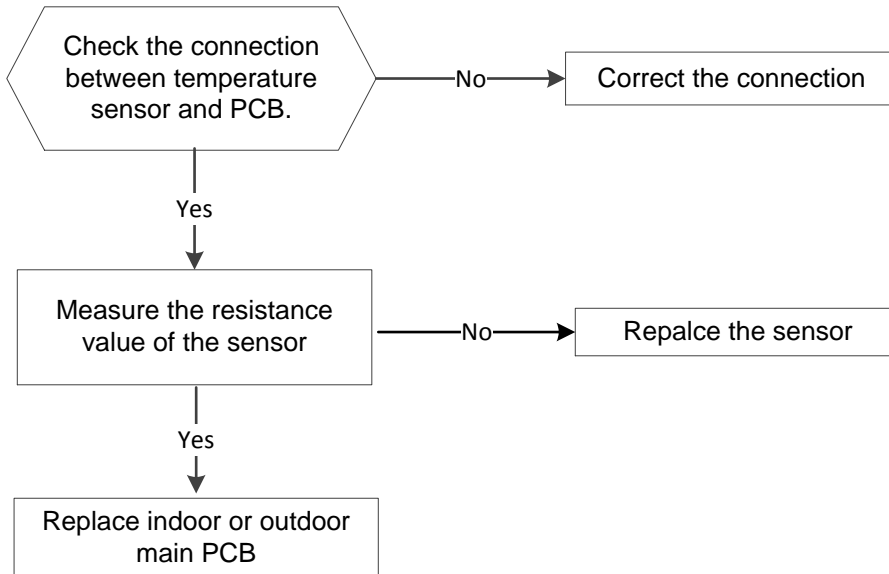 Check the connection
between temperature
sensor and PCB.
No
Correct the connection
Yes
Measure the resistance
value of the sensor
No
Repalce the sensor
Yes
Replace indoor or outdoor
main PCB